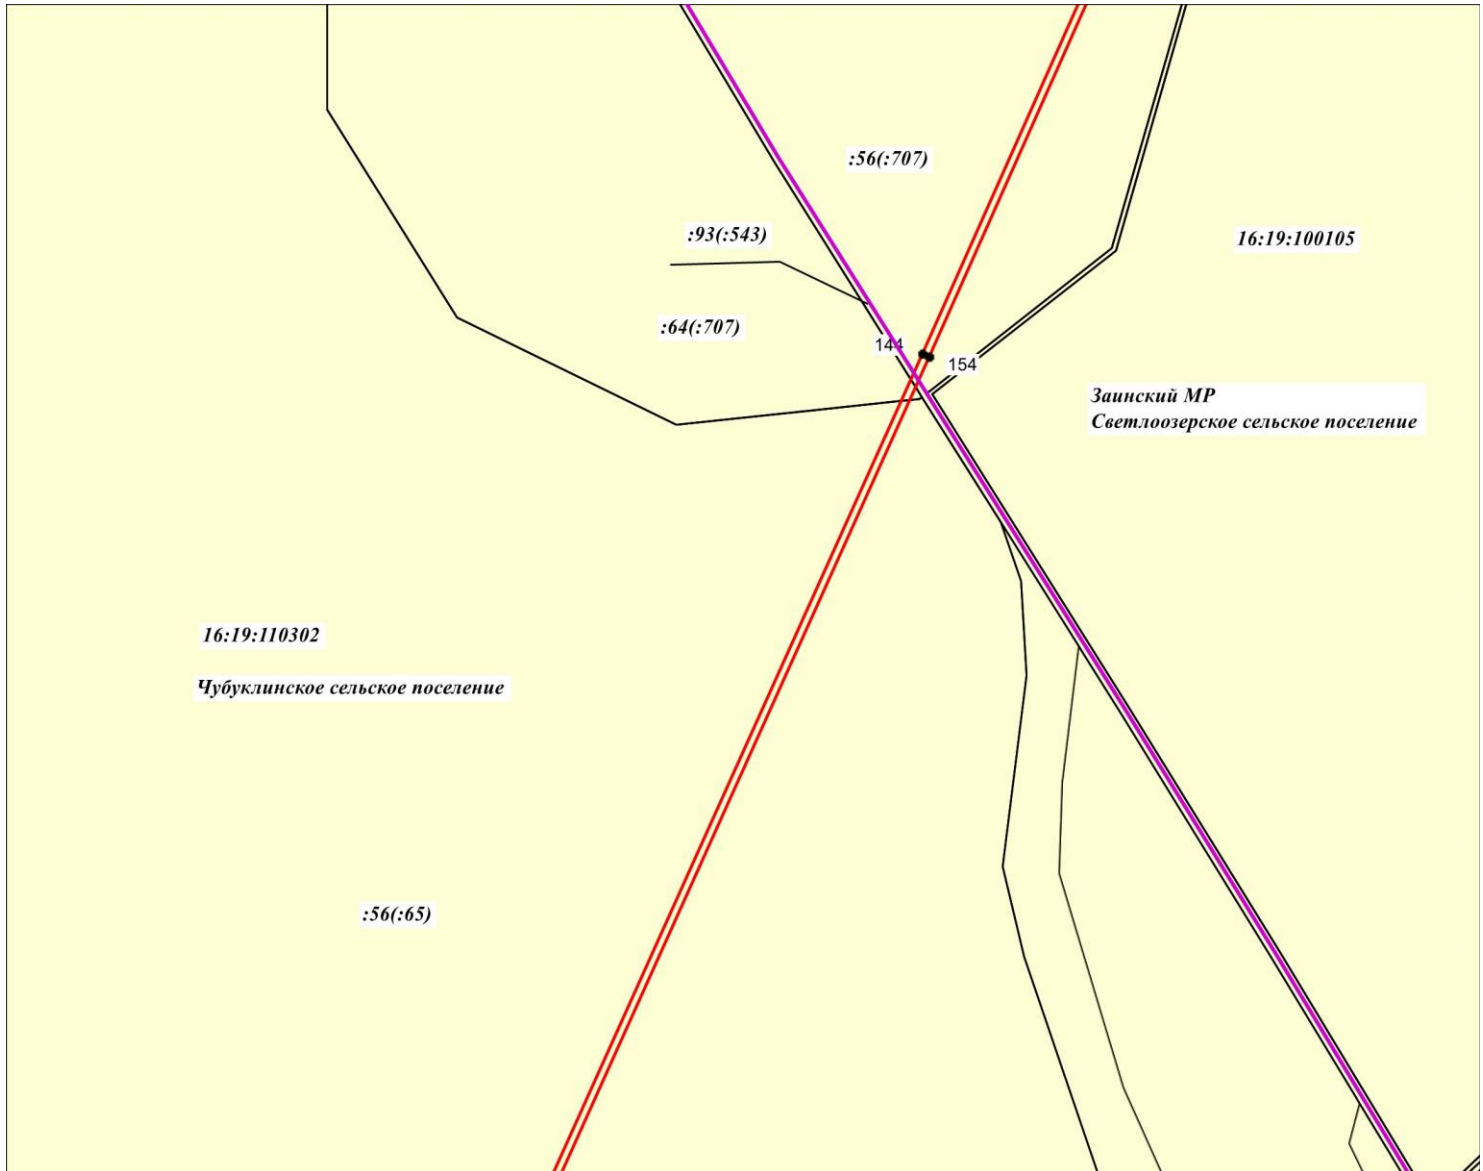 :56(:707)
:93(:543)
16:19:100105
:64(:707)
144
154
Заинский МР
Светлоозерское сельское поселение
16:19:110302
Чубуклинское сельское поселение
:56(:65)